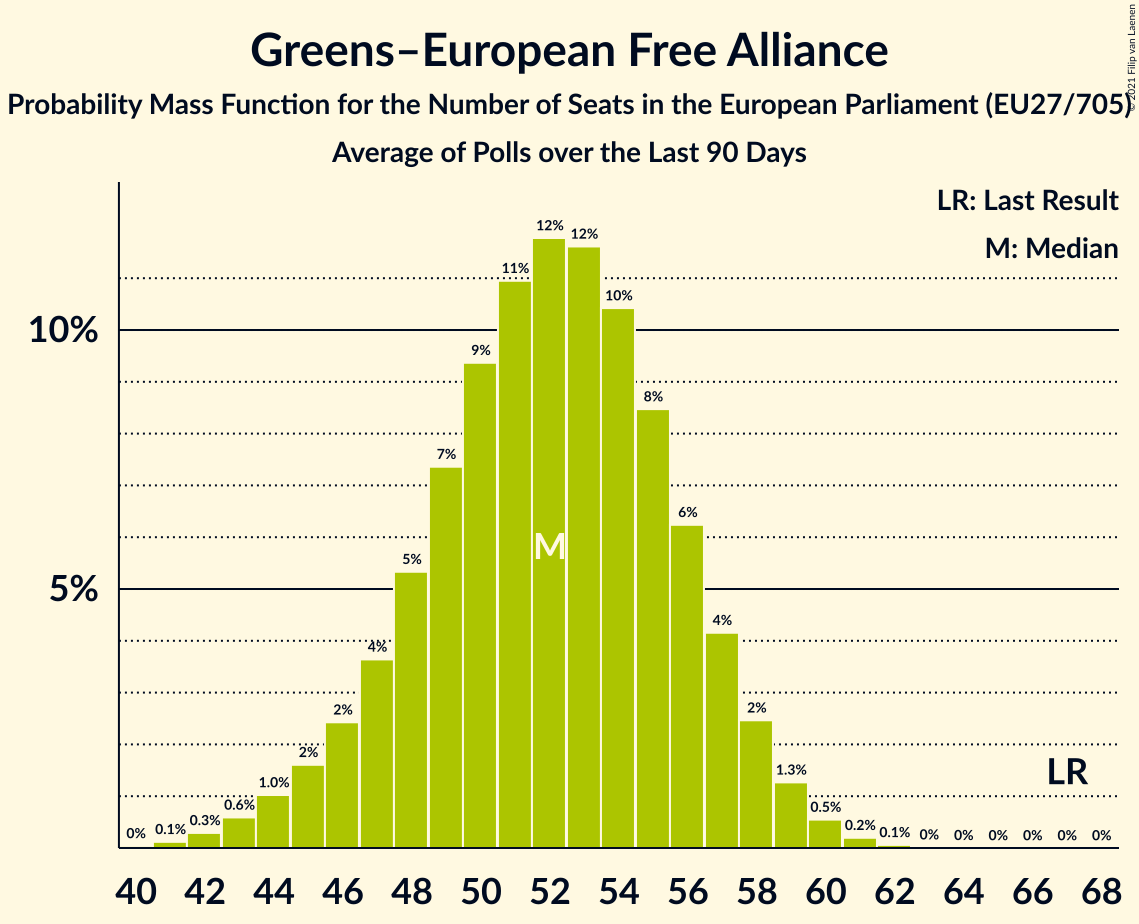 Greens–European Free Alliance
Probability Mass Function for the Number of Seats in the European Parliament (EU27/705)
Average of Polls over the Last 90 Days
© 2021 Filip van Laenen
LR: Last Result
M: Median
10%
5%
0% 0.1% 0.3% 0.6% 1.0% 2% 2% 4% 5% 7% 9% 11% 12% 12% 10% 8% 6% 4% 2% 1.3% 0.5% 0.2% 0.1% 0% 0% 0% 0% 0% 0%
M
LR
40 42 44 46 48 50 52 54 56 58 60 62 64 66 68